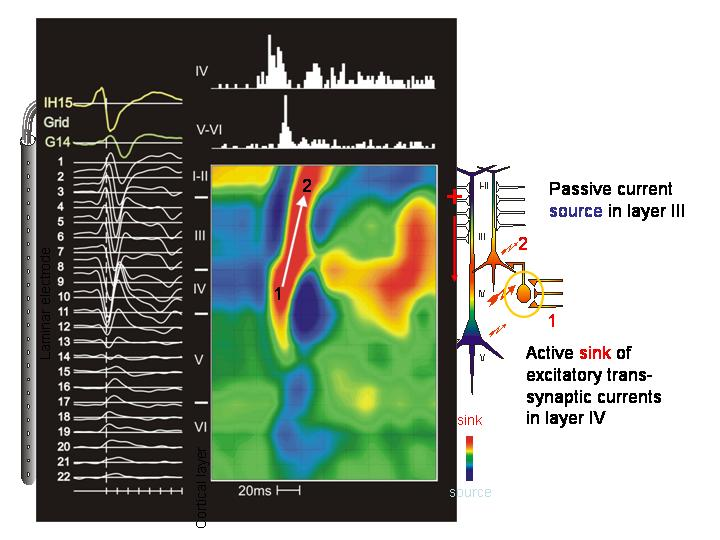 IH15
Grid
G14
1
2
3
4
5
6
7
8
9
10
11
12
13
14
15
16
17
18
19
20
21
22
Laminar electrode
IV
V-VI
I-II
III
IV
V
VI
Cortical layer
2
1
20ms
+
I-II
III
IV
V
2
1
Passive current
source in layer III
Active sink of
excitatory trans-
synaptic currents
in layer IV
sink
source